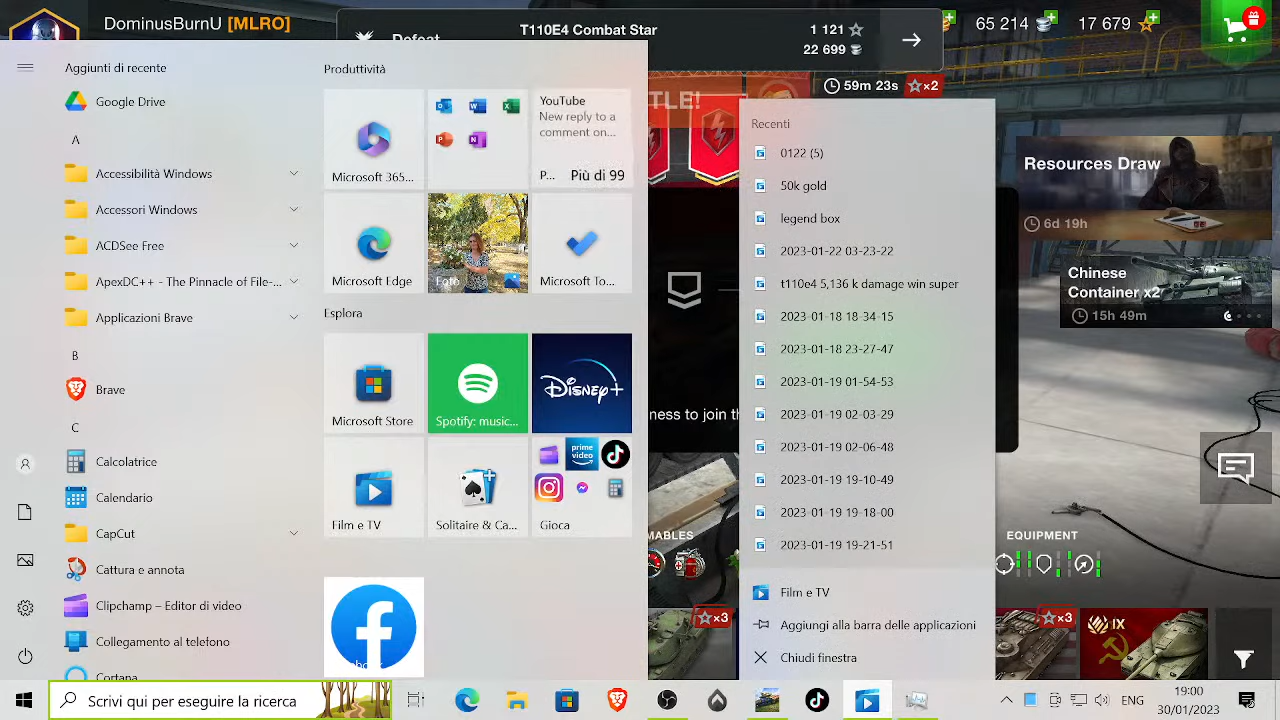 DominusBurnU [MLRO]
Defeat
T110E4 Combat Star
1 121
22 699
65 214
17 679
Aggiunti di recente
Google Drive
A
Accessibilità Windows
Accessori Windows
ACDSee Free
ApexDC++ - The Pinnacle of File-...
Applicazioni Brave
B
Brave
C
Calcolatrice
Calendario
CapCut
Cattura e annota
Clipchamp – Editor di video
Collegamento al telefono
Cortana
Produttività
Microsoft 365...
YouTube
New reply to a
comment on...
P...
Più di 99
Microsoft Edge
Foto
Microsoft To...
Esplora
Microsoft Store
Spotify: music...
Disney+
Film e TV
Solitaire & Ca...
prime
video
Gioca
TLE!
59m 23s
×2
Recenti
0122 (5)
50k gold
legend box
2023-01-22 03-23-22
t110e4 5,136 k damage win super
2023-01-18 18-34-15
2023-01-18 23-27-47
2023-01-19 01-54-53
2023-01-19 02-03-29
2023-01-19 02-06-48
2023-01-19 19-10-49
2023-01-19 19-18-00
2023-01-19 19-21-51
Film e TV
Aggiungi alla barra delle applicazioni
Chiudi finestra
ness to join th
MABLES
×3
Resources Draw
6d 19h
Chinese
Container x2
15h 49m
EQUIPMENT
×3
IX
Scrivi qui per eseguire la ricerca
ENG
19:00
30/01/2023